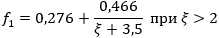 f₁ = 0,276 + 0,466/(ξ + 3,5) при ξ > 2